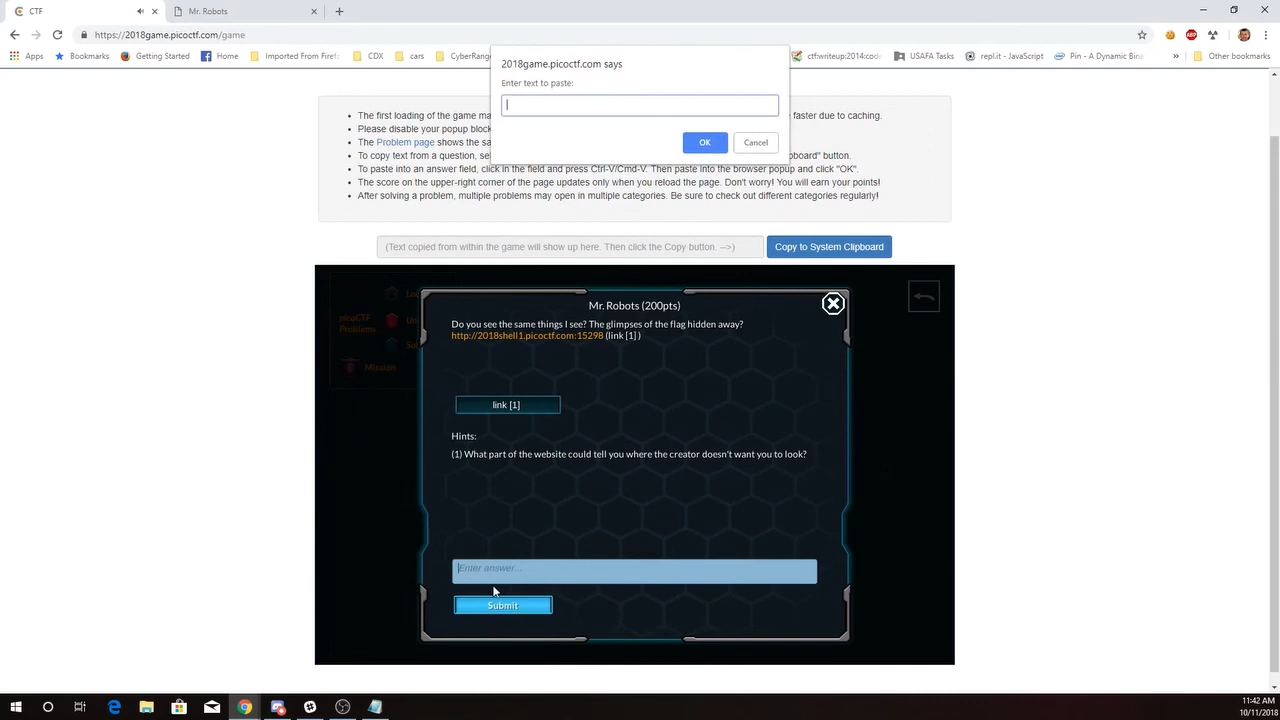 CTF
Mr. Robots
https://2018game.picoctf.com/game
Apps
Bookmarks
Getting Started
Home
Imported From Firef
CDX
cars
CyberRang
ctf:writeup:2014:code
USAFA Tasks
repl.it - JavaScript
Pin - A Dynamic Bin
»
Other bookmarks
2018game.picoctf.com says
Enter text to paste:
OK
Cancel
The first loading of the game ma
faster due to caching.
Please disable your popup block
The Problem page shows the sa
To copy text from a question, se
pboard" button.
To paste into an answer field, click in the field and press Ctrl-V/Cmd-V. Then paste into the browser popup and click "OK".
The score on the upper-right corner of the page updates only when you reload the page. Don't worry! You will earn your points!
After solving a problem, multiple problems may open in multiple categories. Be sure to check out different categories regularly!
(Text copied from within the game will show up here. Then click the Copy button. -->)
Copy to System Clipboard
picoCTF
Problems
Mission
Mr. Robots (200pts)
Do you see the same things I see? The glimpses of the flag hidden away?
http://2018shell1.picoctf.com:15298 (link [1] )
link [1]
Hints:
(1) What part of the website could tell you where the creator doesn't want you to look?
Enter answer...
Submit
11:42 AM
10/11/2018